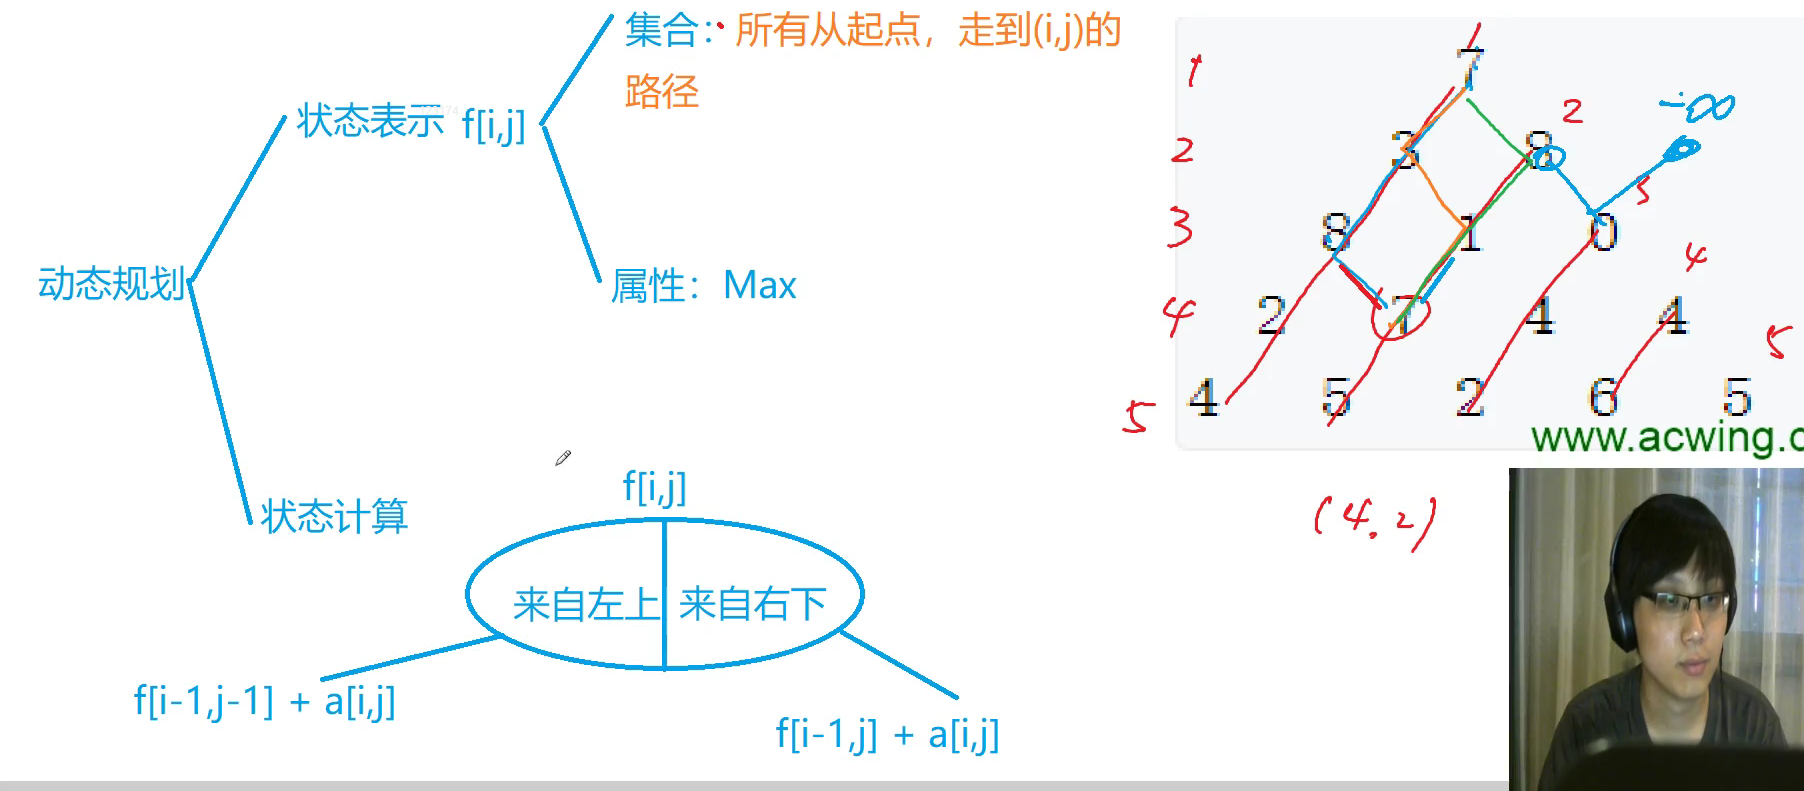 集合： 所有从起点，走到(i,j)的
路径
状态表示 f[i,j]
动态规划
属性：Max
状态计算
f[i,j]
来自左上 来自右下
f[i-1,j-1] + a[i,j]
f[i-1,j] + a[i,j]
1 7
2 3 8 2 -∞
3 8 1 0 3
4 2 7 4 4 4
5 4 5 2 6 5 5
www.acwing.c
(4.2)